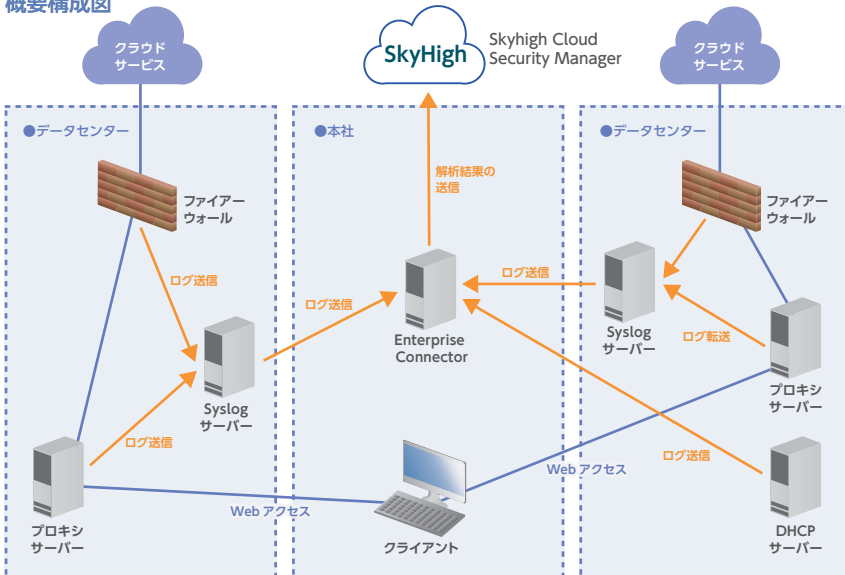 概要構成図
クラウド
サービス
SkyHigh
Skyhigh Cloud
Security Manager
クラウド
サービス
●データセンター
●本社
●データセンター
解析結果の
送信
ファイアー
ウォール
ファイアー
ウォール
ログ送信
ログ送信
ログ送信
Enterprise
Connector
Syslog
サーバー
ログ転送
Syslog
サーバー
プロキシ
サーバー
ログ送信
ログ送信
Web アクセス
Web アクセス
プロキシ
サーバー
クライアント
DHCP
サーバー